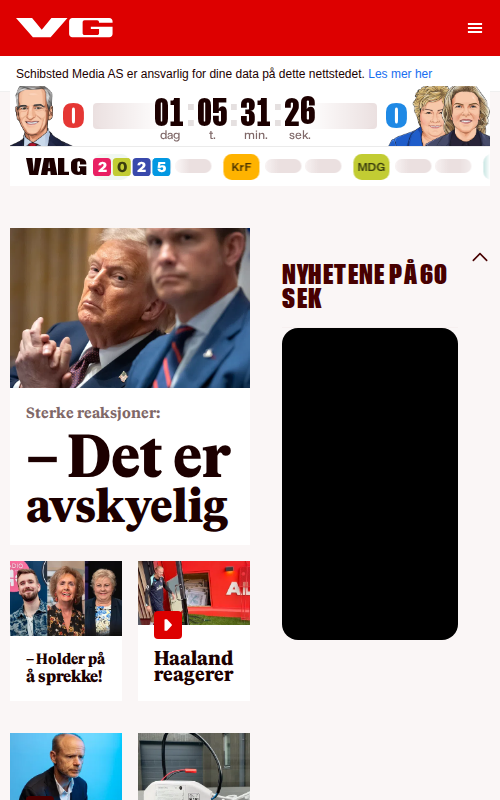 VG
Schibsted Media AS er ansvarlig for dine data på dette nettstedet. Les mer her
0 01 : 05 : 31 : 26 0
dag t. min. sek.
VALG 2025 KrF MDG
NYHETENE PÅ 60
SEK
Sterke reaksjoner:
– Det er
avskyelig
– Holder på
å sprekke!
Haaland
reagerer